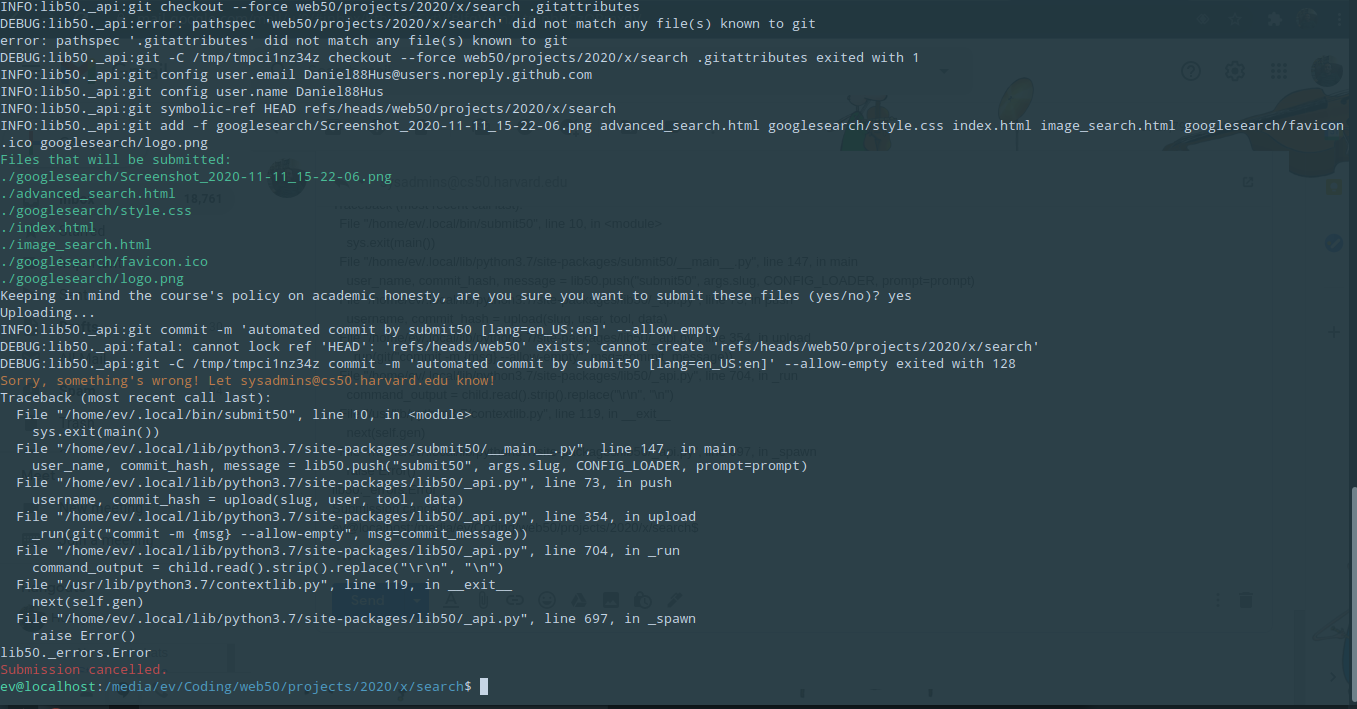 INFO:lib50._api:git checkout --force web50/projects/2020/x/search .gitattributes
DEBUG:lib50._api:error: pathspec 'web50/projects/2020/x/search' did not match any file(s) known to git
error: pathspec '.gitattributes' did not match any file(s) known to git
DEBUG:lib50._api:git -C /tmp/tmpci1nz34z checkout --force web50/projects/2020/x/search .gitattributes exited with 1
INFO:lib50._api:git config user.email Daniel88Hus@users.noreply.github.com
INFO:lib50._api:git config user.name Daniel88Hus
INFO:lib50._api:git symbolic-ref HEAD refs/heads/web50/projects/2020/x/search
INFO:lib50._api:git add -f googlesearch/Screenshot_2020-11-11_15-22-06.png advanced_search.html googlesearch/style.css index.html image_search.html googlesearch/favicon
.ico googlesearch/logo.png
Files that will be submitted:
./googlesearch/Screenshot_2020-11-11_15-22-06.png
./advanced_search.html
./googlesearch/style.css
./index.html
./image_search.html
./googlesearch/favicon.ico
./googlesearch/logo.png
Keeping in mind the course's policy on academic honesty, are you sure you want to submit these files (yes/no)? yes
Uploading...
INFO:lib50._api:git commit -m 'automated commit by submit50 [lang=en_US:en]' --allow-empty
DEBUG:lib50._api:fatal: cannot lock ref 'HEAD': 'refs/heads/web50' exists; cannot create 'refs/heads/web50/projects/2020/x/search'
DEBUG:lib50._api:git -C /tmp/tmpci1nz34z commit -m 'automated commit by submit50 [lang=en_US:en]' --allow-empty exited with 128
Sorry, something's wrong! Let sysadmins@cs50.harvard.edu know!
Traceback (most recent call last):
  File "/home/ev/.local/bin/submit50", line 10, in <module>
    sys.exit(main())
  File "/home/ev/.local/lib/python3.7/site-packages/submit50/__main__.py", line 147, in main
    user_name, commit_hash, message = lib50.push("submit50", args.slug, CONFIG_LOADER, prompt=prompt)
  File "/home/ev/.local/lib/python3.7/site-packages/lib50/_api.py", line 73, in push
    username, commit_hash = upload(slug, user, tool, data)
  File "/home/ev/.local/lib/python3.7/site-packages/lib50/_api.py", line 354, in upload
    _run(git("commit -m {msg} --allow-empty", msg=commit_message))
  File "/home/ev/.local/lib/python3.7/site-packages/lib50/_api.py", line 704, in _run
    command_output = child.read().strip().replace("\r\n", "\n")
  File "/usr/lib/python3.7/contextlib.py", line 119, in __exit__
    next(self.gen)
  File "/home/ev/.local/lib/python3.7/site-packages/lib50/_api.py", line 697, in _spawn
    raise Error()
lib50._errors.Error
Submission cancelled.
ev@localhost:/media/ev/Coding/web50/projects/2020/x/search$